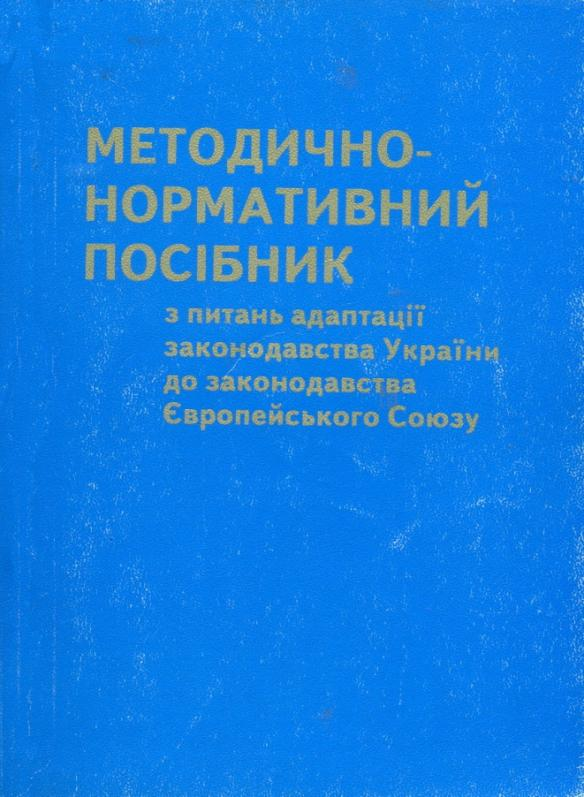 МЕТОДИЧНО-
НОРМАТИВНИЙ
ПОСІБНИК
з питань адаптації
законодавства України
до законодавства
Європейського Союзу